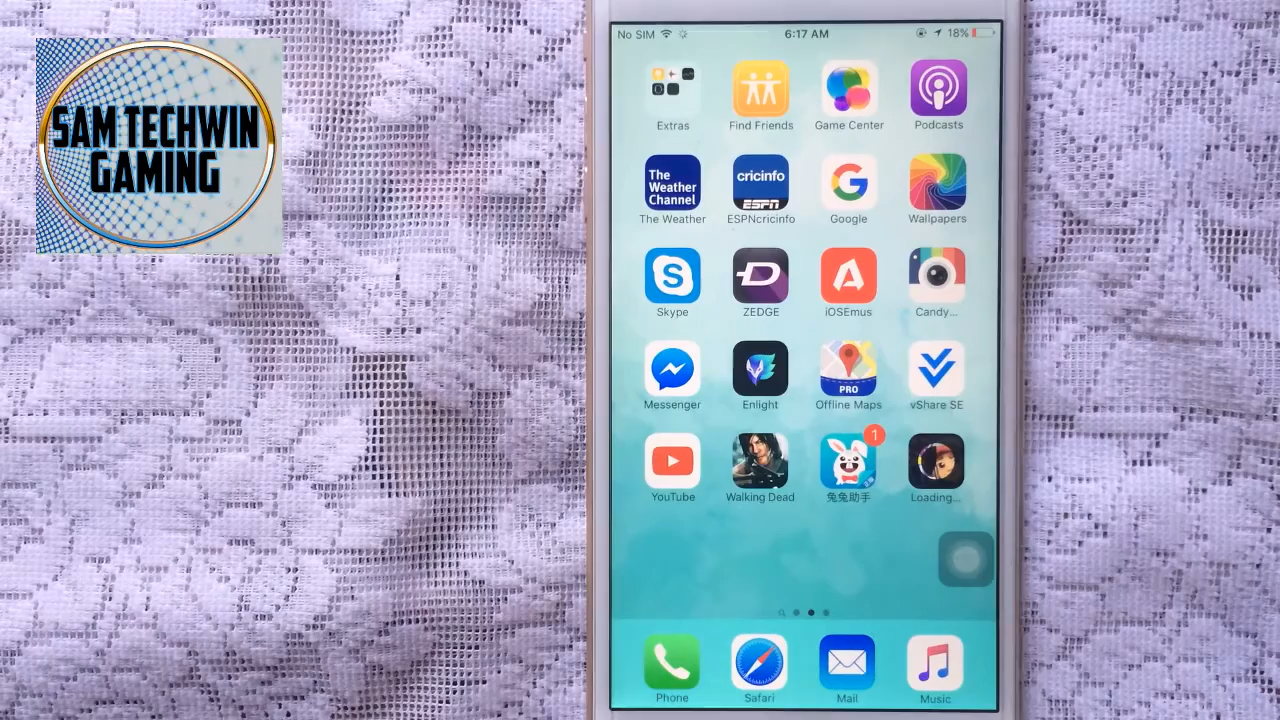 SAM TECHWIN
GAMING
No SIM
6:17 AM
18%
Extras
Find Friends
Game Center
Podcasts
The
Weather
Channel
cricinfo
ESPN
The Weather
ESPNcricinfo
Google
Wallpapers
Skype
ZEDGE
iOSEmus
Candy...
PRO
Messenger
Enlight
Offline Maps
vShare SE
1
YouTube
Walking Dead
兔兔助手
Loading...
Phone
Safari
Mail
Music